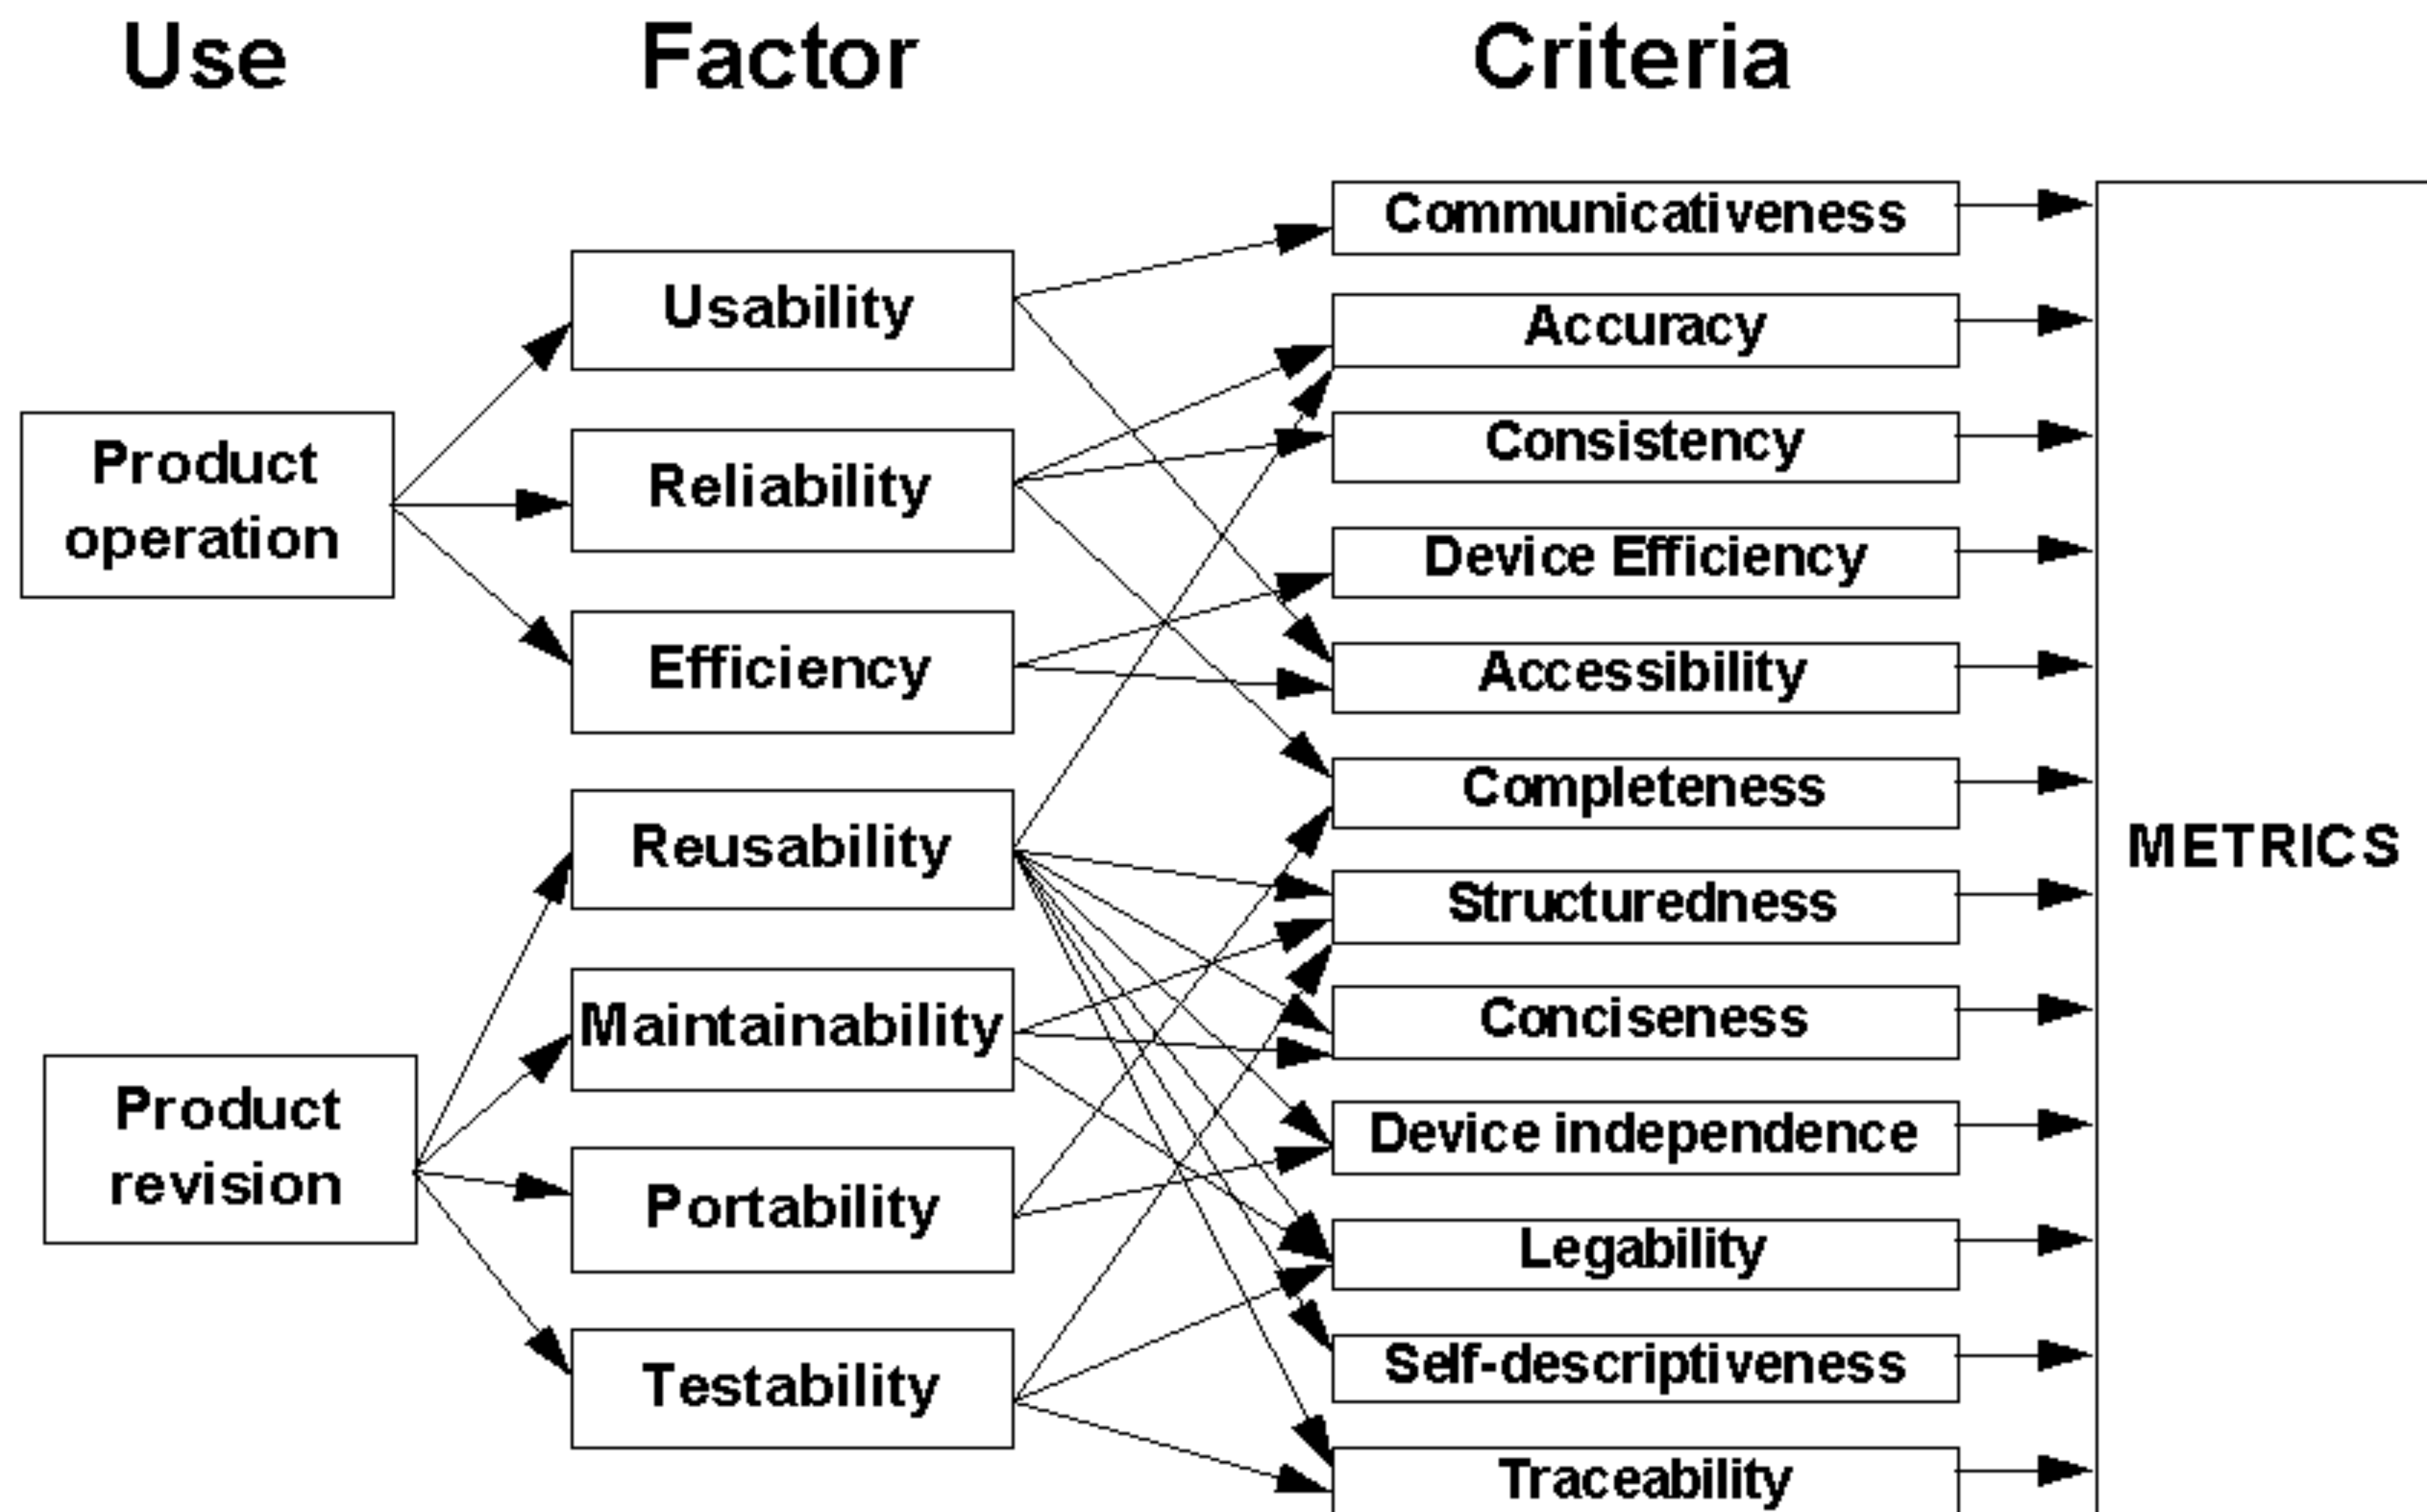 Use
Factor
Criteria
Product
operation
Product
revision
Usability
Reliability
Efficiency
Reusability
Maintainability
Portability
Testability
Communicativeness
Accuracy
Consistency
Device Efficiency
Accessibility
Completeness
Structuredness
Conciseness
Device independence
Legability
Self-descriptiveness
Traceability
METRICS